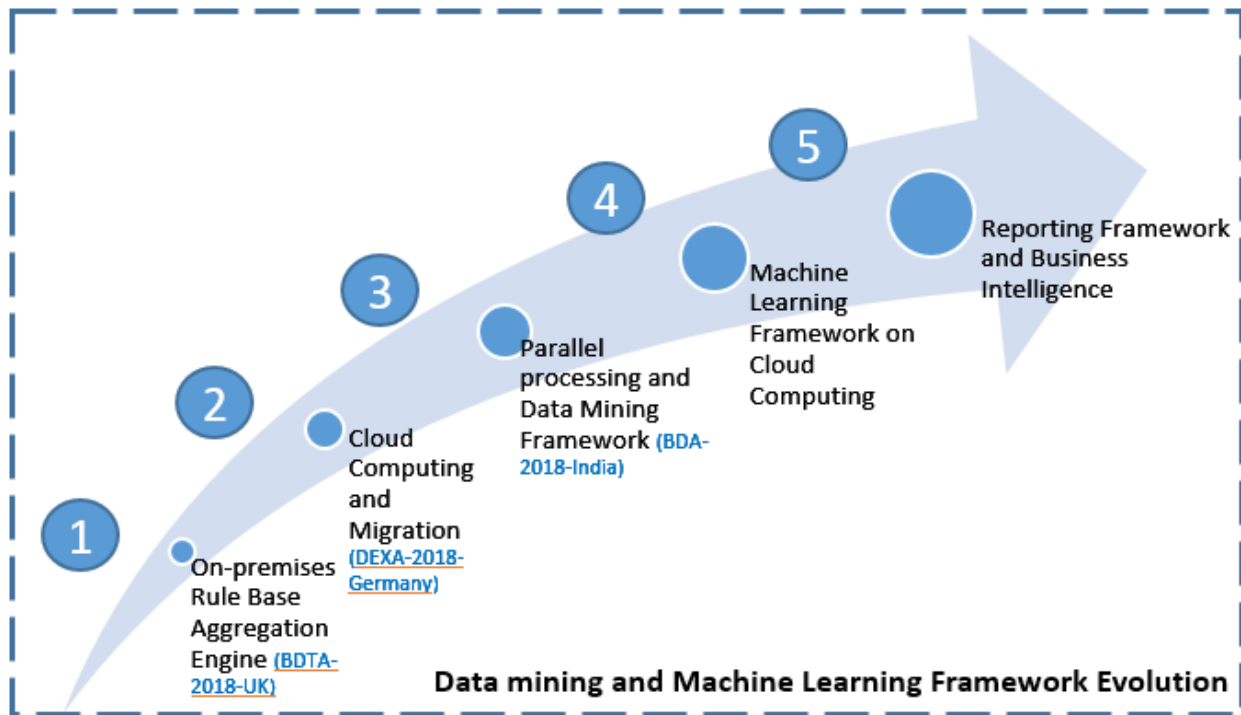 1
On-premises
Rule Base
Aggregation
Engine (BDTA-
2018-UK)
2
Cloud
Computing
and
Migration
(DEXA-2018-
Germany)
3
Parallel
processing and
Data Mining
Framework (BDA-
2018-India)
4
Machine
Learning
Framework on
Cloud
Computing
5
Reporting Framework
and Business
Intelligence
Data mining and Machine Learning Framework Evolution